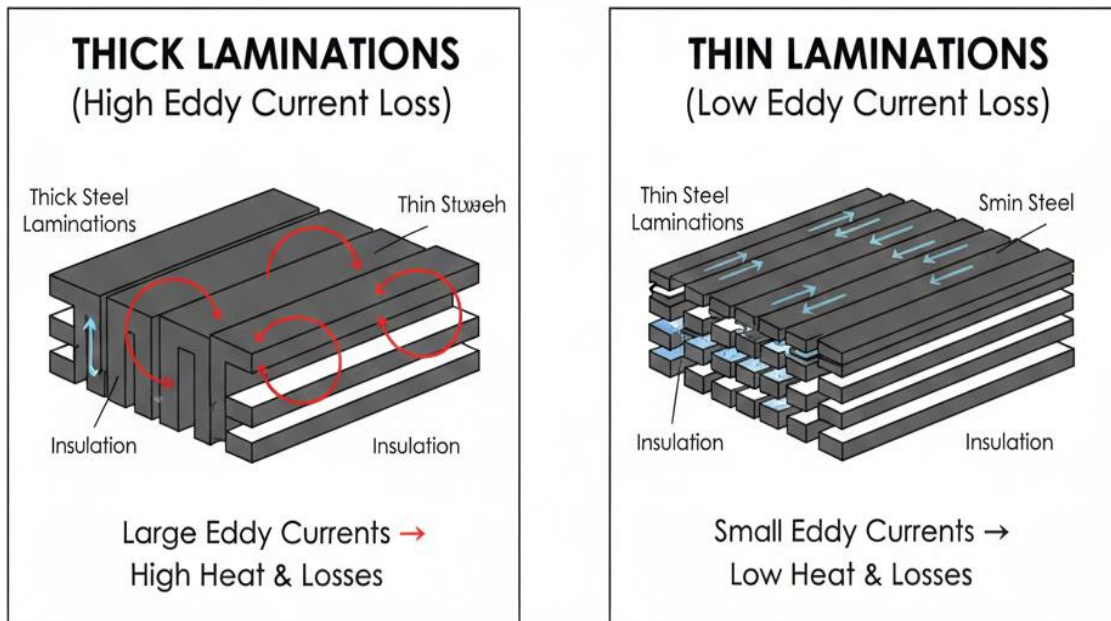 THICK LAMINATIONS
(High Eddy Current Loss)
Thick Steel
Laminations
Thin
Insulation
Insulation
Large Eddy Currents →
High Heat & Losses
THIN LAMINATIONS
(Low Eddy Current Loss)
Thin Steel
Laminations
Smin Steel
Insulation
Insulation
Small Eddy Currents →
Low Heat & Losses